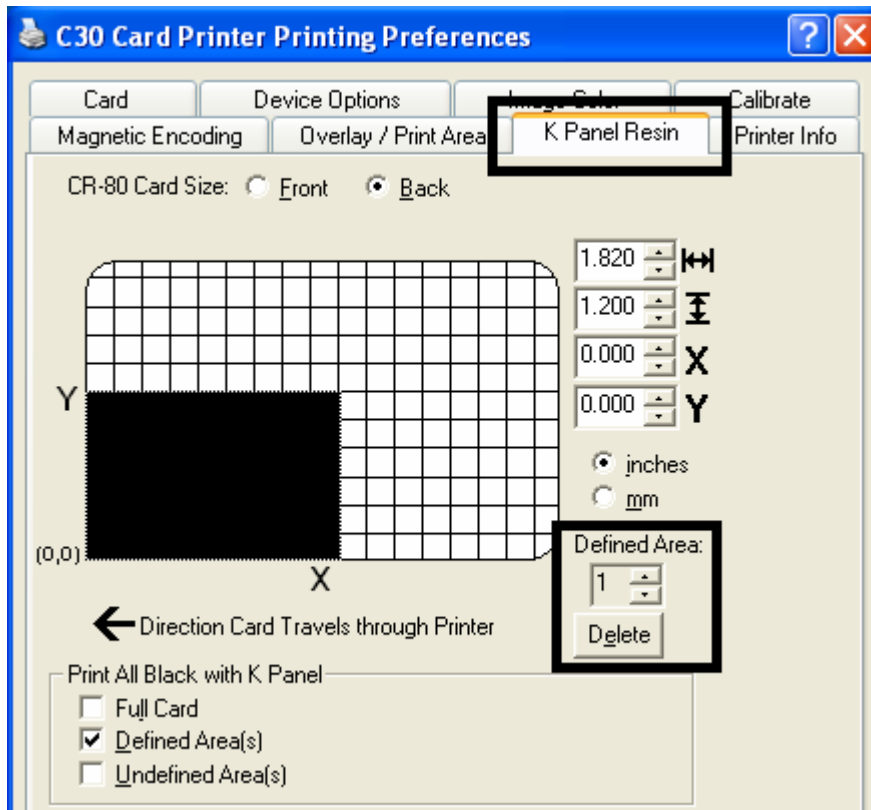 C30 Card Printer Printing Preferences
Card Device Options Image Color Calibrate
Magnetic Encoding Overlay / Print Area K Panel Resin Printer Info
CR-80 Card Size: Front Back
1.820
1.200
0.000 X
Y 0.000 Y
inches
mm
(0,0) Defined Area:
X 1
Direction Card Travels through Printer Delete
Print All Black with K Panel
Full Card
Defined Area(s)
Undefined Area(s)